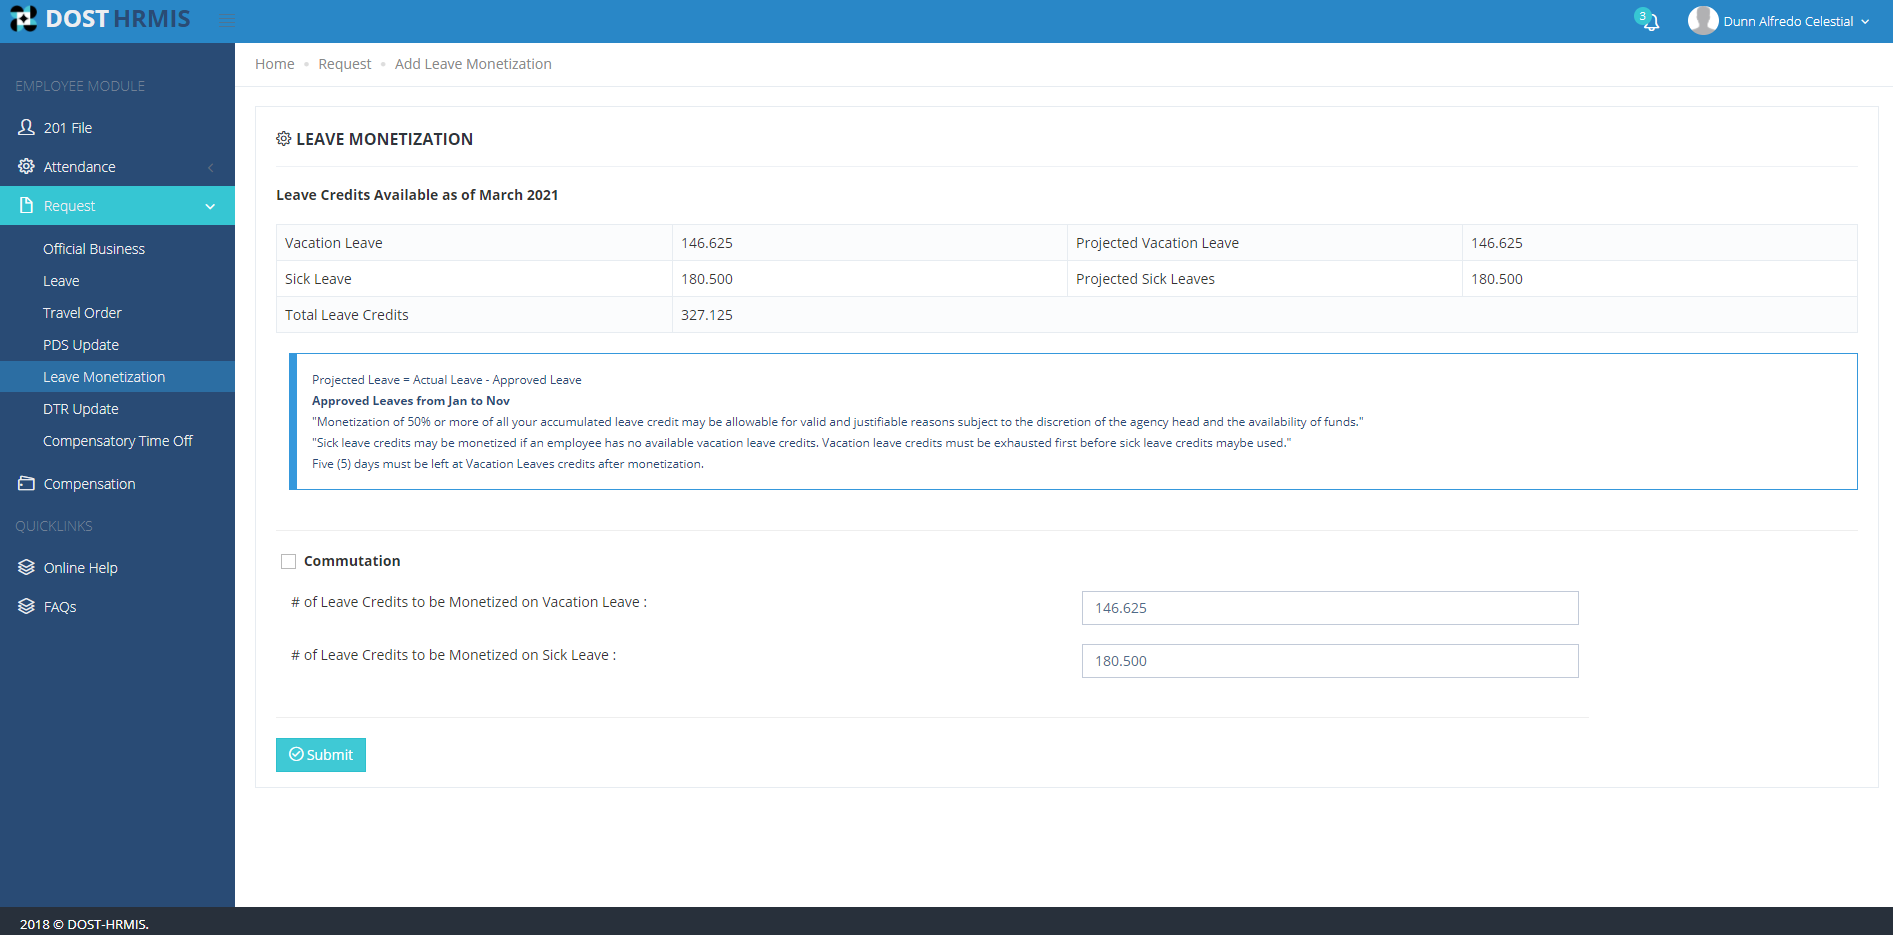 DOST HRMIS
3
Dunn Alfredo Celestial
EMPLOYEE MODULE
201 File
Attendance
Request
Official Business
Leave
Travel Order
PDS Update
Leave Monetization
DTR Update
Compensatory Time Off
Compensation
QUICKLINKS
Online Help
FAQs
Home • Request • Add Leave Monetization
LEAVE MONETIZATION
Leave Credits Available as of March 2021
Vacation Leave 146.625 Projected Vacation Leave 146.625
Sick Leave 180.500 Projected Sick Leaves 180.500
Total Leave Credits 327.125
Projected Leave = Actual Leave - Approved Leave
Approved Leaves from Jan to Nov
"Monetization of 50% or more of all your accumulated leave credit may be allowable for valid and justifiable reasons subject to the discretion of the agency head and the availability of funds."
"Sick leave credits may be monetized if an employee has no available vacation leave credits. Vacation leave credits must be exhausted first before sick leave credits maybe used."
Five (5) days must be left at Vacation Leaves credits after monetization.
Commutation
# of Leave Credits to be Monetized on Vacation Leave : 146.625
# of Leave Credits to be Monetized on Sick Leave : 180.500
Submit
2018 © DOST-HRMIS.